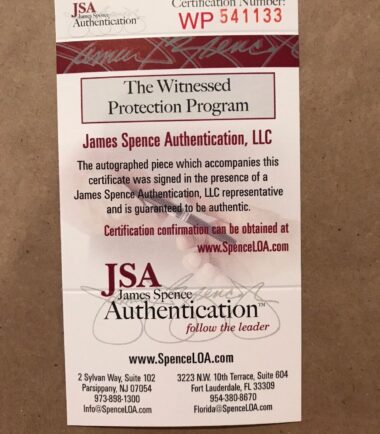 JSA
James Spence
Authentication™
Certification Number:
WP 541133
The Witnessed
Protection Program
James Spence Authentication, LLC
The autographed piece which accompanies this
certificate was signed in the presence of a
James Spence Authentication, LLC representative
and is guaranteed to be authentic.
Certification confirmation can be obtained at
www.SpenceLOA.com
JSA
James Spence
Authentication™
follow the leader
www.SpenceLOA.com
2 Sylvan Way, Suite 102
Parsippany, NJ 07054
973-898-1300
Info@SpenceLOA.com
3223 N.W. 10th Terrace, Suite 604
Fort Lauderdale, FL 33309
954-380-8670
Florida@SpenceLOA.com